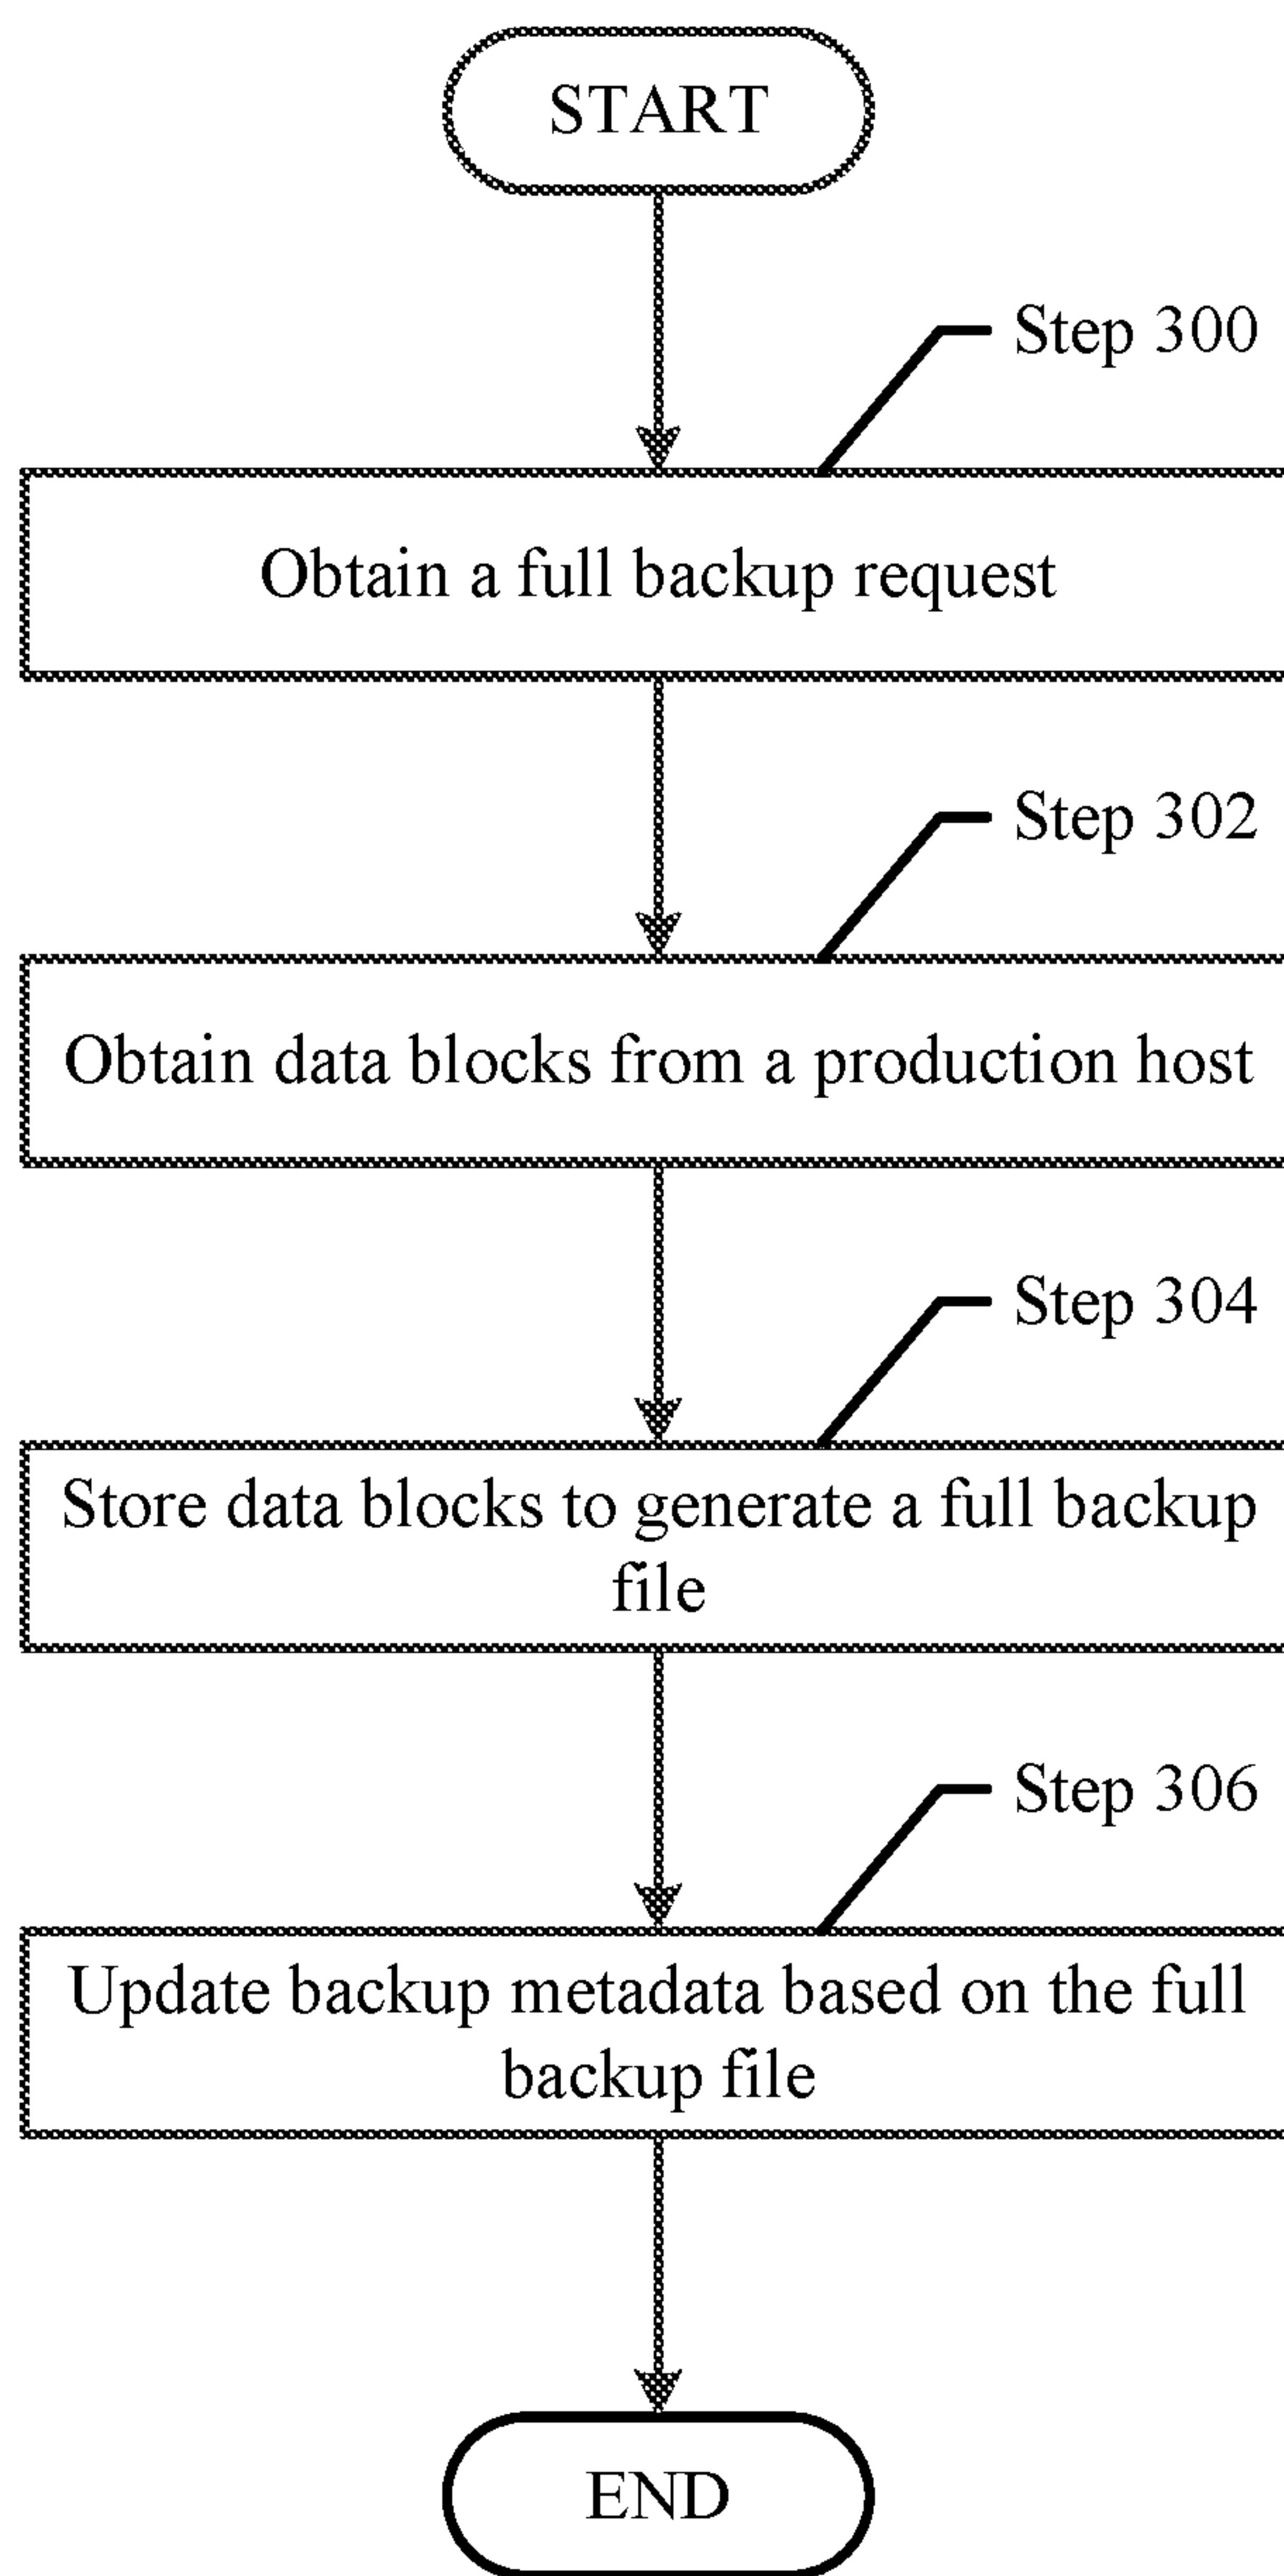 START
Step 300
Obtain a full backup request
Step 302
Obtain data blocks from a production host
Step 304
Store data blocks to generate a full backup
file
Step 306
Update backup metadata based on the full
backup file
END